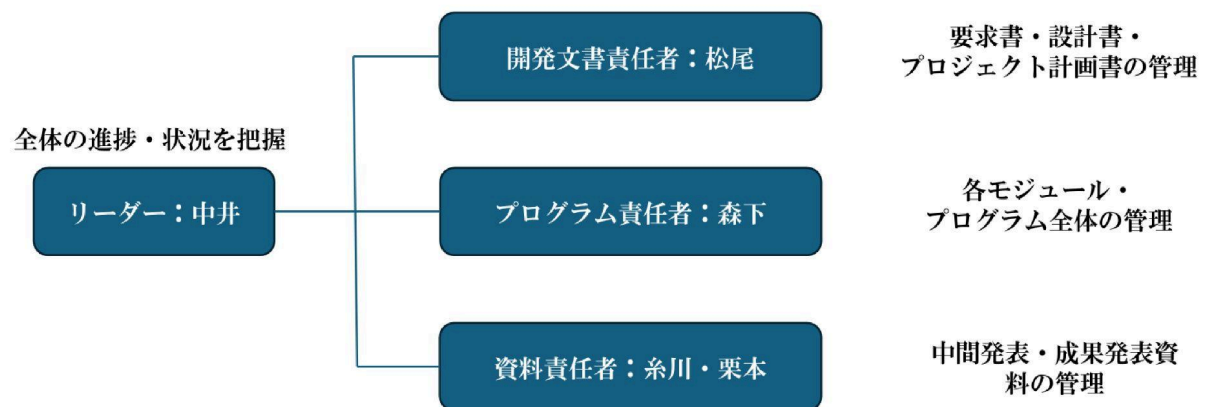 開発文書責任者：松尾
要求書・設計書・
プロジェクト計画書の管理
全体の進捗・状況を把握
リーダー：中井
プログラム責任者：森下
各モジュール・
プログラム全体の管理
資料責任者：糸川・栗本
中間発表・成果発表資
料の管理